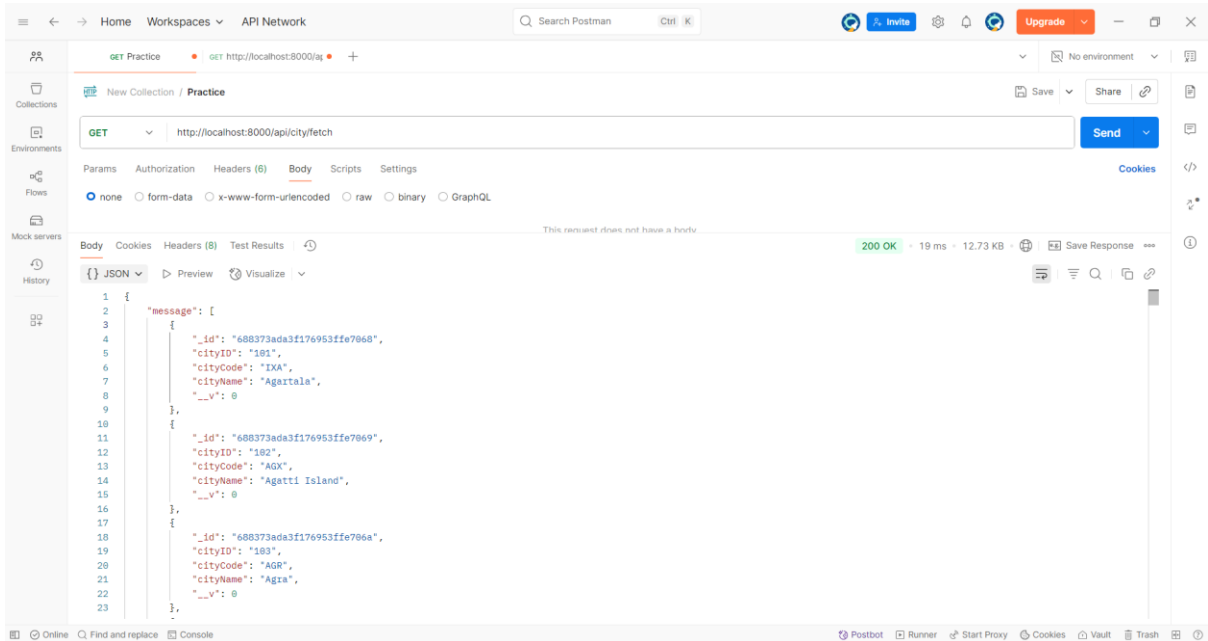 Home Workspaces API Network Search Postman Ctrl K Invite Upgrade
GET Practice GET http://localhost:8000/ap No environment
HTTP New Collection / Practice Save Share
Collections
GET http://localhost:8000/api/city/fetch Send
Environments
Params Authorization Headers (6) Body Scripts Settings Cookies
Flows
none form-data x-www-form-urlencoded raw binary GraphQL
This request does not have a body
Mock servers
Body Cookies Headers (8) Test Results 200 OK 19 ms 12.73 KB Save Response
History
{} JSON Preview Visualize
1 {
2 "message": [
3 {
4 "_id": "688373ada3f176953ffe7068",
5 "cityID": "101",
6 "cityCode": "IXA",
7 "cityName": "Agartala",
8 "__v": 0
9 },
10 {
11 "_id": "688373ada3f176953ffe7069",
12 "cityID": "102",
13 "cityCode": "AGX",
14 "cityName": "Agatti Island",
15 "__v": 0
16 },
17 {
18 "_id": "688373ada3f176953ffe706a",
19 "cityID": "103",
20 "cityCode": "AGR",
21 "cityName": "Agra",
22 "__v": 0
23 },
Online Find and replace Console Postbot Runner Start Proxy Cookies Vault Trash